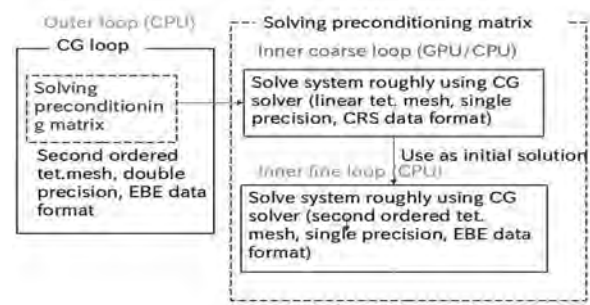 Outer loop (CPU)
CG loop
Solving
preconditionin
g matrix
Second ordered
tet.mesh, double
precision, EBE data
format
Solving preconditioning matrix
Inner coarse loop (GPU/CPU)
Solve system roughly using CG
solver (linear tet. mesh, single
precision, CRS data format)
Use as initial solution
Inner fine loop (CPU)
Solve system roughly using CG
solver (second ordered tet.
mesh, single precision, EBE data
format)